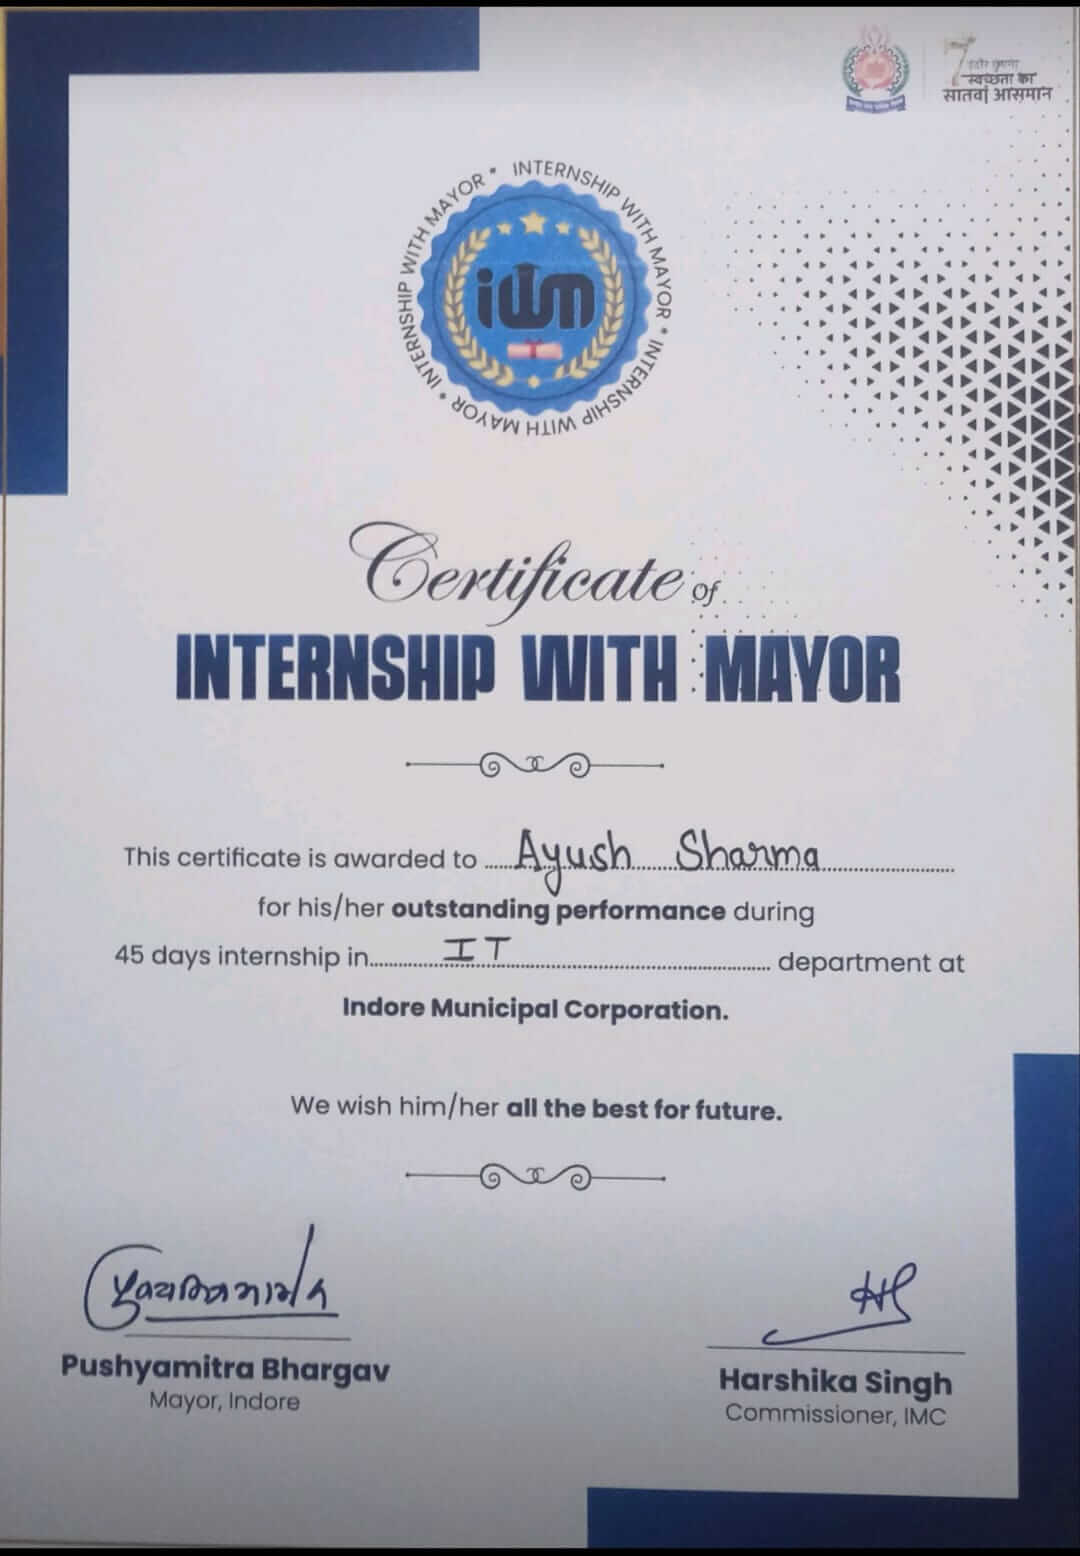 स्वच्छता का
सातवां आसमान
INTERNSHIP WITH MAYOR * INTERNSHIP WITH MAYOR * INTERNSHIP WITH MAYOR * INTERNSHIP WITH MAYOR *
iwm
Certificate of
INTERNSHIP WITH MAYOR
This certificate is awarded to Ayush Sharma
for his/her outstanding performance during
45 days internship in IT department at
Indore Municipal Corporation.
We wish him/her all the best for future.
Pushyamitra Bhargav
Mayor, Indore
HS
Harshika Singh
Commissioner, IMC